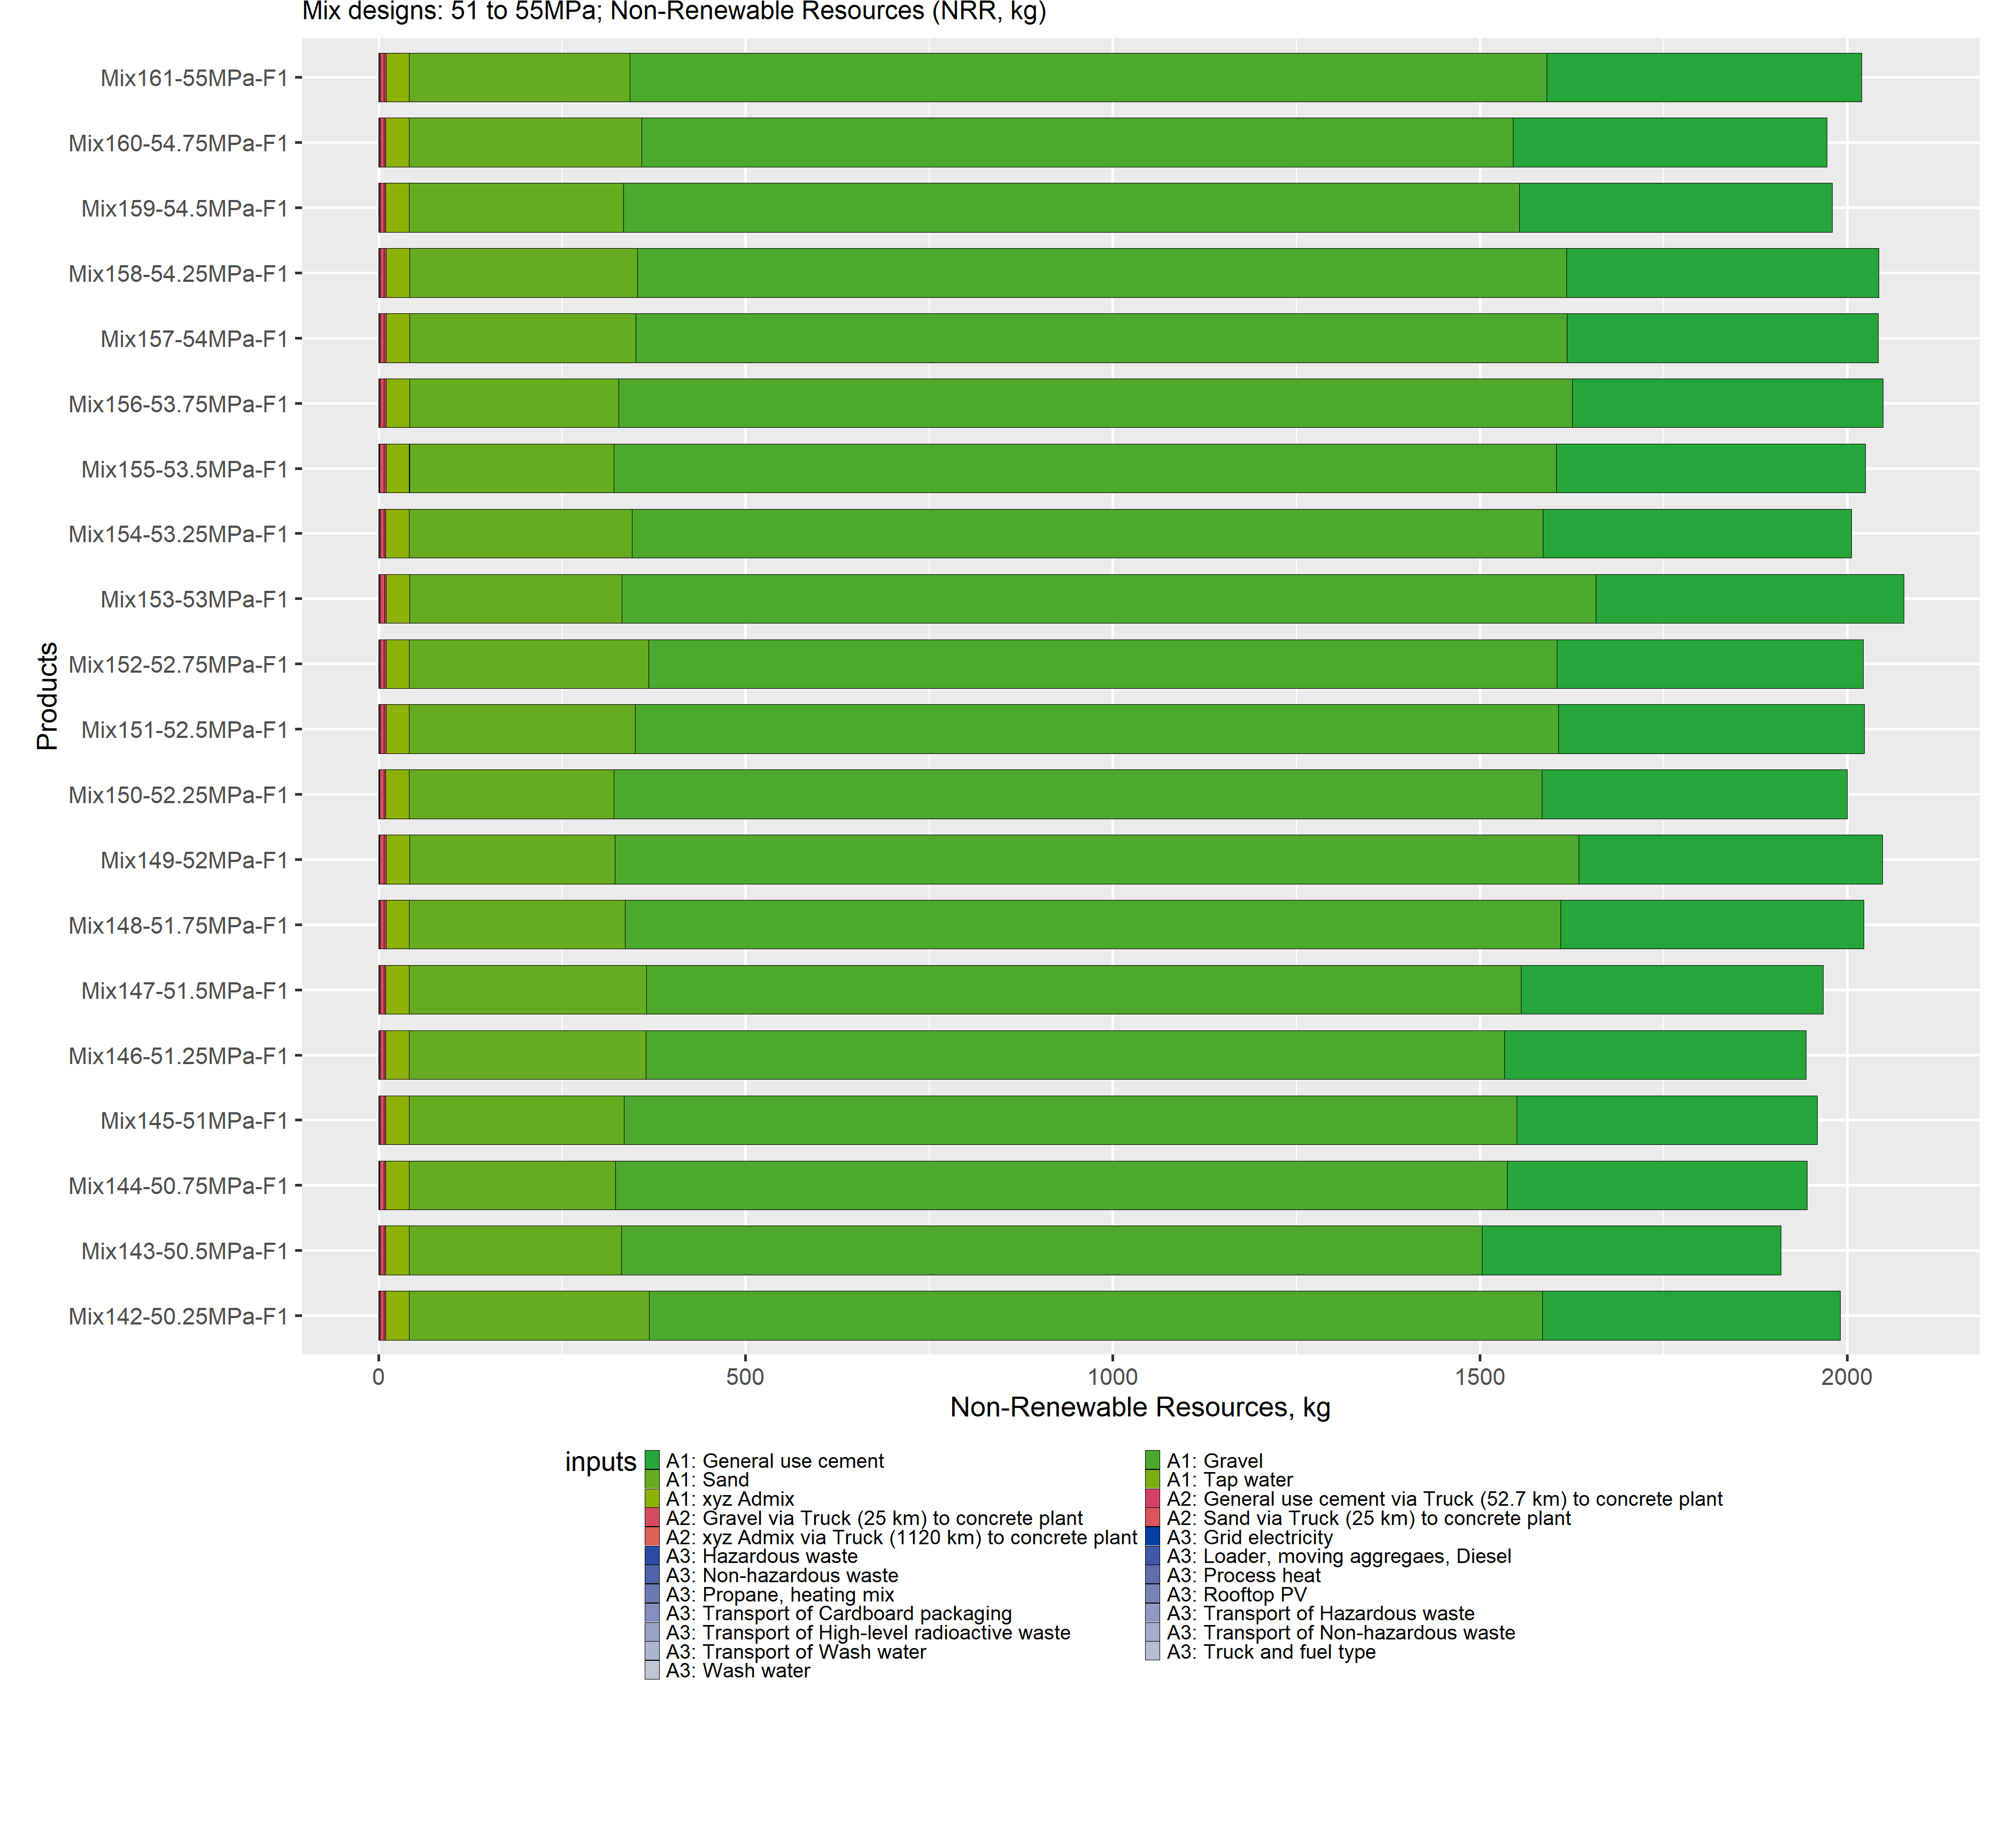 Mix designs: 51 to 55MPa; Non-Renewable Resources (NRR, kg)
Mix161-55MPa-F1
Mix160-54.75MPa-F1
Mix159-54.5MPa-F1
Mix158-54.25MPa-F1
Mix157-54MPa-F1
Mix156-53.75MPa-F1
Mix155-53.5MPa-F1
Mix154-53.25MPa-F1
Mix153-53MPa-F1
Mix152-52.75MPa-F1
Mix151-52.5MPa-F1
Mix150-52.25MPa-F1
Mix149-52MPa-F1
Mix148-51.75MPa-F1
Mix147-51.5MPa-F1
Mix146-51.25MPa-F1
Mix145-51MPa-F1
Mix144-50.75MPa-F1
Mix143-50.5MPa-F1
Mix142-50.25MPa-F1
Products
0 500 1000 1500 2000
Non-Renewable Resources, kg
inputs
A1: General use cement
A1: Gravel
A1: Sand
A1: Tap water
A1: xyz Admix
A2: General use cement via Truck (52.7 km) to concrete plant
A2: Gravel via Truck (25 km) to concrete plant
A2: Sand via Truck (25 km) to concrete plant
A2: xyz Admix via Truck (1120 km) to concrete plant
A3: Grid electricity
A3: Hazardous waste
A3: Loader, moving aggregaes, Diesel
A3: Non-hazardous waste
A3: Process heat
A3: Propane, heating mix
A3: Rooftop PV
A3: Transport of Cardboard packaging
A3: Transport of Hazardous waste
A3: Transport of High-level radioactive waste
A3: Transport of Non-hazardous waste
A3: Transport of Wash water
A3: Truck and fuel type
A3: Wash water